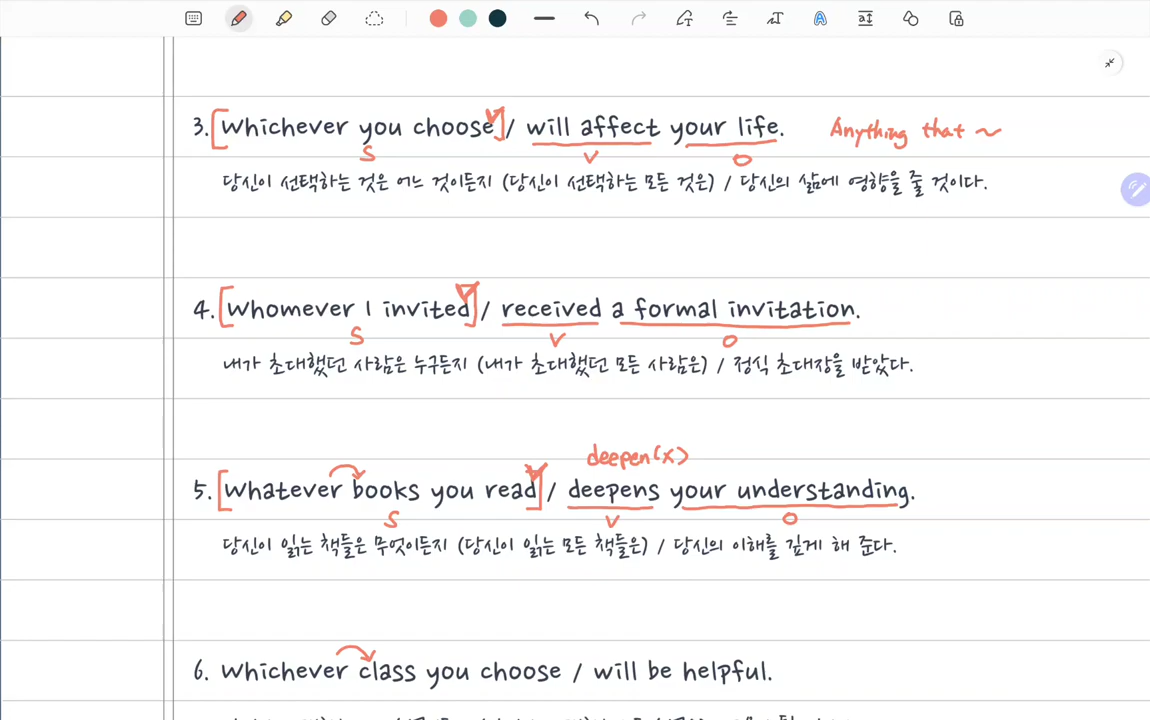 3. [Whichever you choose] / will affect your life. Anything that ~
S V O
당신이 선택하는 것은 어느 것이든지 (당신이 선택하는 모든 것은) / 당신의 삶에 영향을 줄 것이다.
4. [Whomever I invited] / received a formal invitation.
S V O
내가 초대했던 사람은 누구든지 (내가 초대했던 모든 사람은) / 정식 초대장을 받았다.
deepen(x)
5. [Whatever books you read] / deepens your understanding.
S V O
당신이 읽는 책들은 무엇이든지 (당신이 읽는 모든 책들은) / 당신의 이해를 깊게 해 준다.
6. Whichever class you choose / will be helpful.